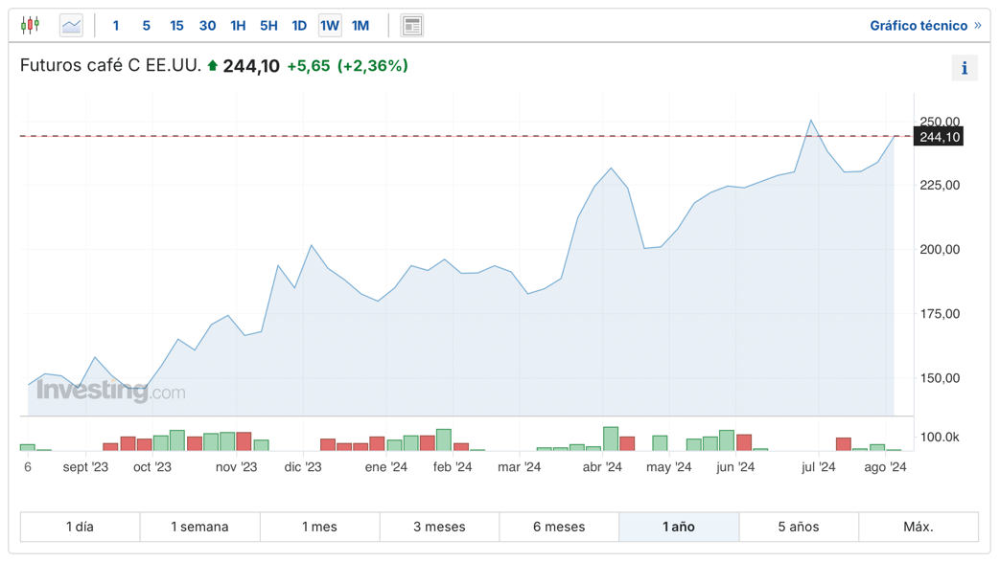 1 5 15 30 1H 5H 1D 1W 1M Gráfico técnico »
Futuros café C EE.UU. 244,10 +5,65 (+2,36%)
i
250,00
244,10
225,00
200,00
175,00
150,00
Investing.com
100.0k
6 sept '23 oct '23 nov '23 dic '23 ene '24 feb '24 mar '24 abr '24 may '24 jun '24 jul '24 ago '24
1 día 1 semana 1 mes 3 meses 6 meses 1 año 5 años Máx.